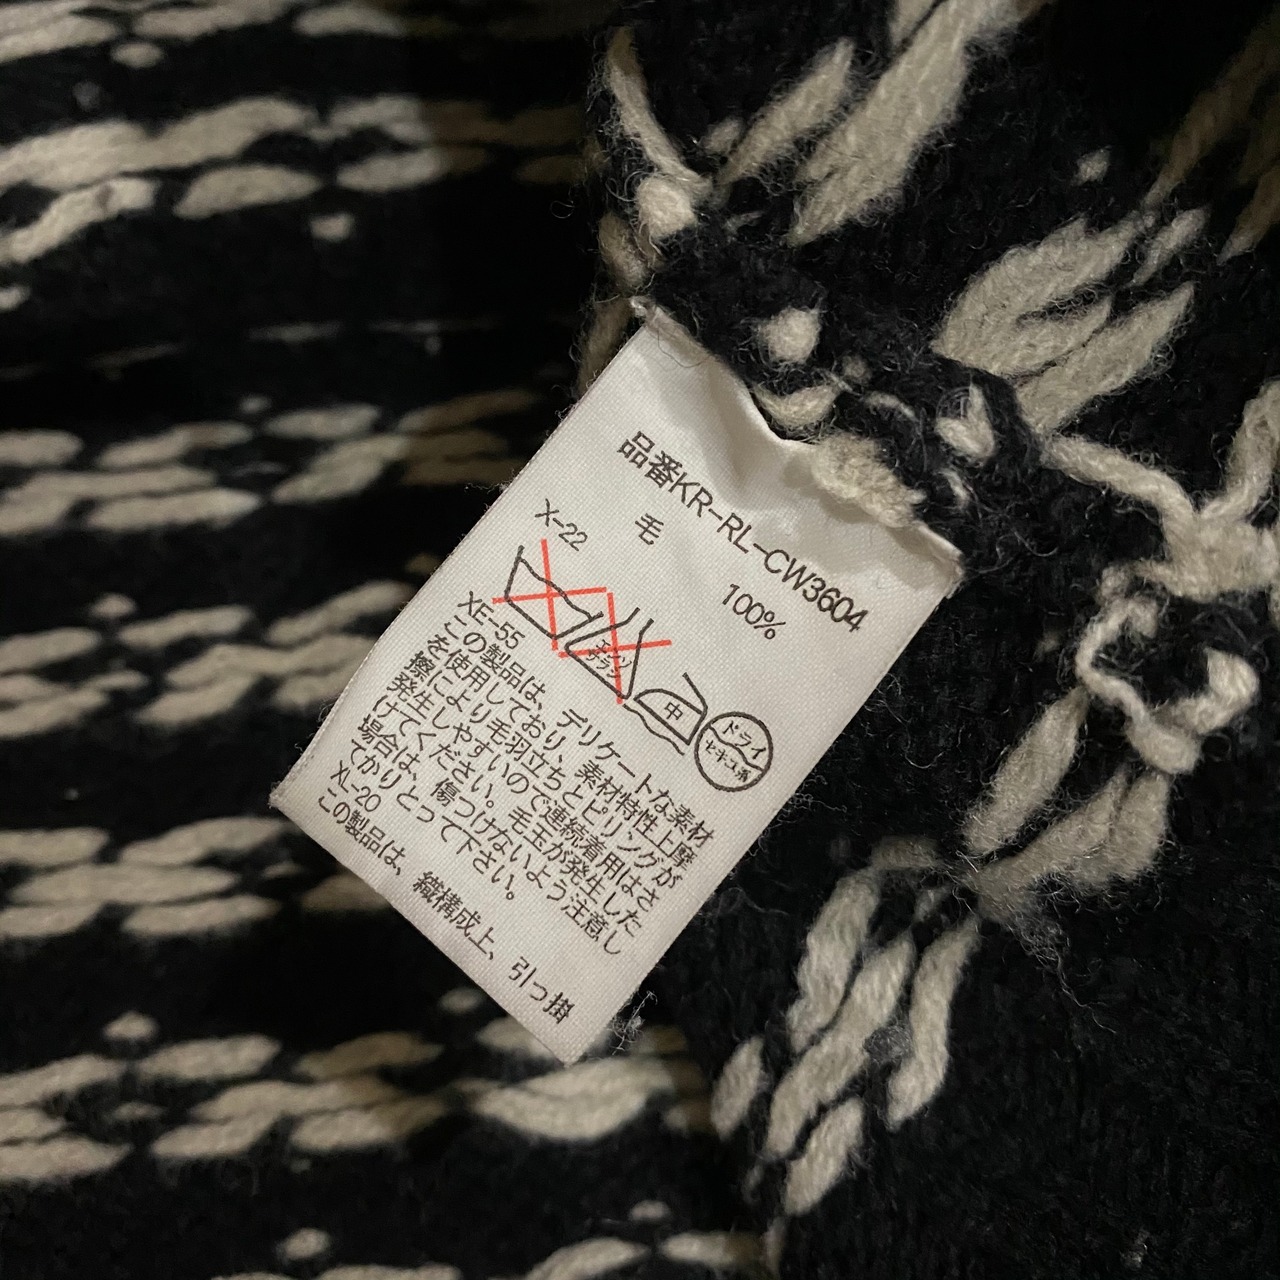 品番KR-RL-CW3604
毛 100%
X-22
エンソ
サラシ
中
ドライ
セキユ系
XE-55
この製品は、デリケートな素材
を使用しており、素材特性上摩
擦により毛羽立ちとピリングが
発生しやすいので連続着用はさ
けてください。毛玉が発生した
場合は、傷つけないよう注意し
てかりとって下さい。
XL-20
この製品は、織構成上、引っ掛